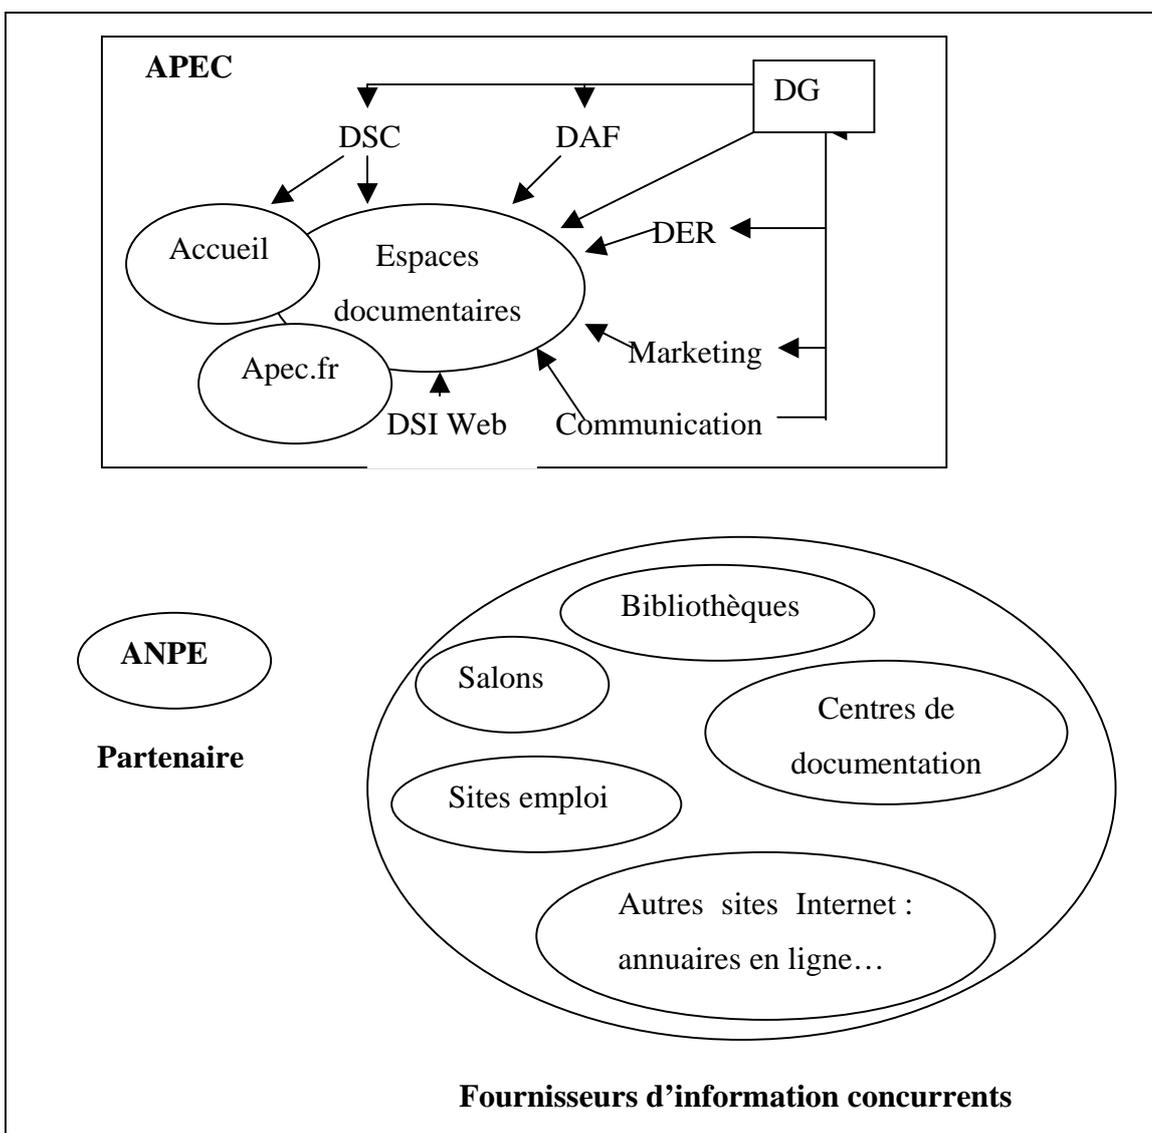 APEC
DG
DSC
DAF
DER
Accueil
Espaces
documentaires
Marketing
Apec.fr
DSI Web
Communication
Bibliothèques
ANPE
Salons
Centres de
documentation
Partenaire
Sites emploi
Autres sites Internet :
annuaires en ligne…
Fournisseurs d’information concurrents